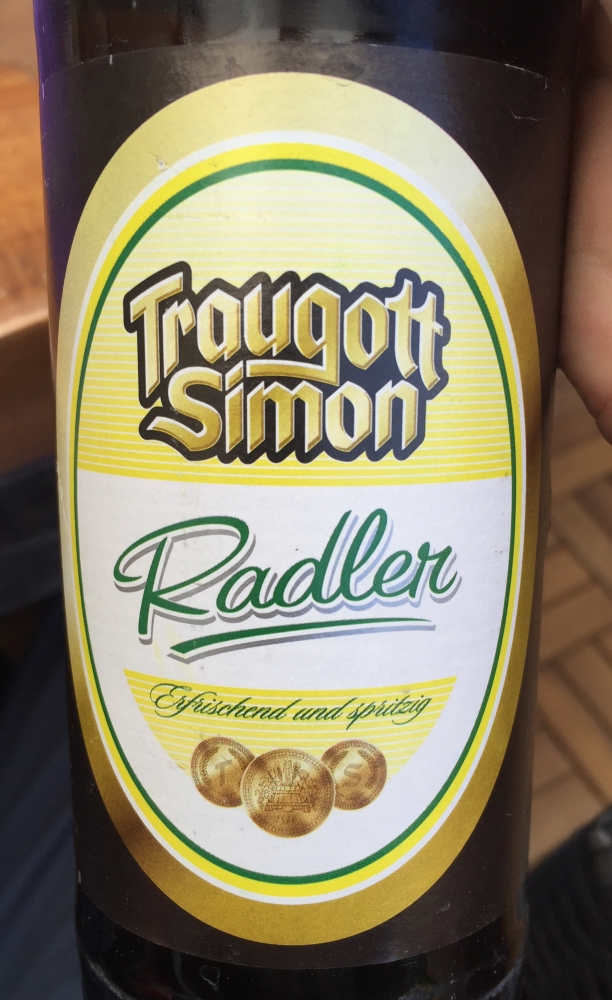 Traugott
Simon
Radler
Erfrischend und spritzig
T
S